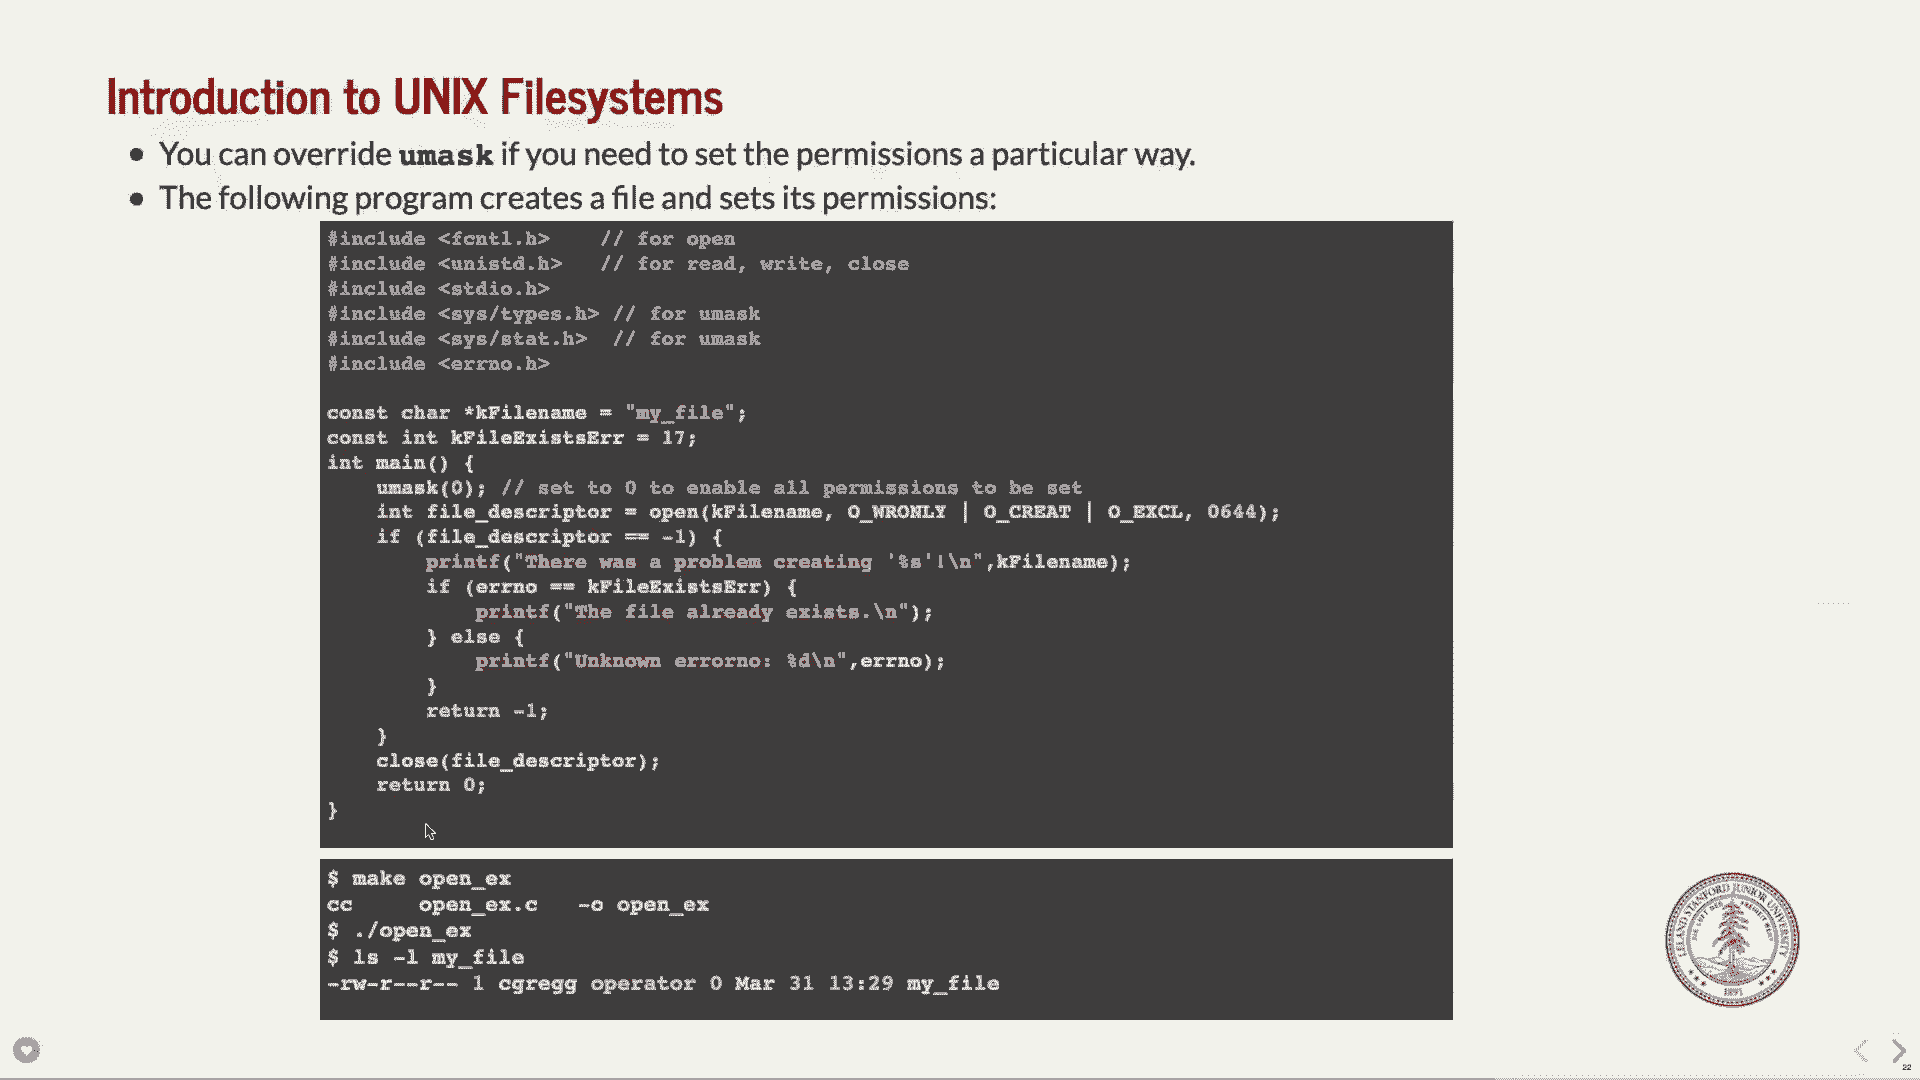 Introduction to UNIX Filesystems
You can override umask if you need to set the permissions a particular way.
The following program creates a file and sets its permissions:
#include <fcntl.h>    // for open
#include <unistd.h>   // for read, write, close
#include <stdio.h>
#include <sys/types.h> // for umask
#include <sys/stat.h>  // for umask
#include <errno.h>

const char *kFilename = "my_file";
const int kFileExistsErr = 17;
int main() {
    umask(0); // set to 0 to enable all permissions to be set
    int file_descriptor = open(kFilename, O_WRONLY | O_CREAT | O_EXCL, 0644);
    if (file_descriptor == -1) {
        printf("There was a problem creating '%s'!\n",kFilename);
        if (errno == kFileExistsErr) {
            printf("The file already exists.\n");
        } else {
            printf("Unknown errorno: %d\n",errno);
        }
        return -1;
    }
    close(file_descriptor);
    return 0;
}
$ make open_ex
cc     open_ex.c   -o open_ex
$ ./open_ex
$ ls -l my_file
-rw-r--r-- 1 cgregg operator 0 Mar 31 13:29 my_file
LELAND STANFORD JUNIOR UNIVERSITY
1891
22